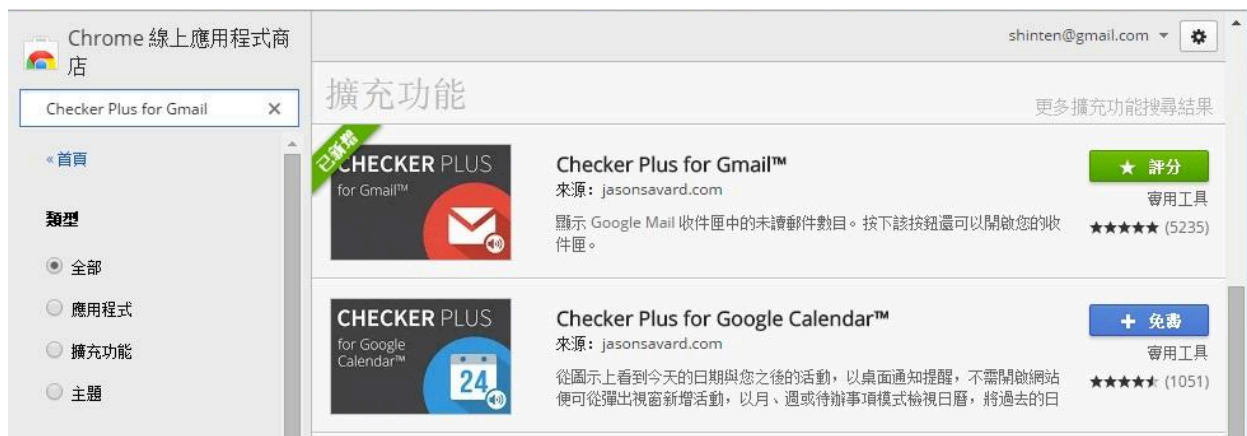 Chrome 線上應用程式商
店
Checker Plus for Gmail ×
«首頁
類型
全部
應用程式
擴充功能
主題
shinten@gmail.com
擴充功能
更多擴充功能搜尋結果
已新增
CHECKER PLUS
for Gmail™
Checker Plus for Gmail™
來源：jasonsavard.com
顯示 Google Mail 收件匣中的未讀郵件數目。按下該按鈕還可以開啟您的收
件匣。
★ 評分
實用工具
★★★★★ (5235)
CHECKER PLUS
for Google
Calendar™
24
Checker Plus for Google Calendar™
來源：jasonsavard.com
從圖示上看到今天的日期與您之後的活動，以桌面通知提醒，不需開啟網站
便可從彈出視窗新增活動，以月、週或待辦事項模式檢視日曆，將過去的日
+ 免費
實用工具
(1051)